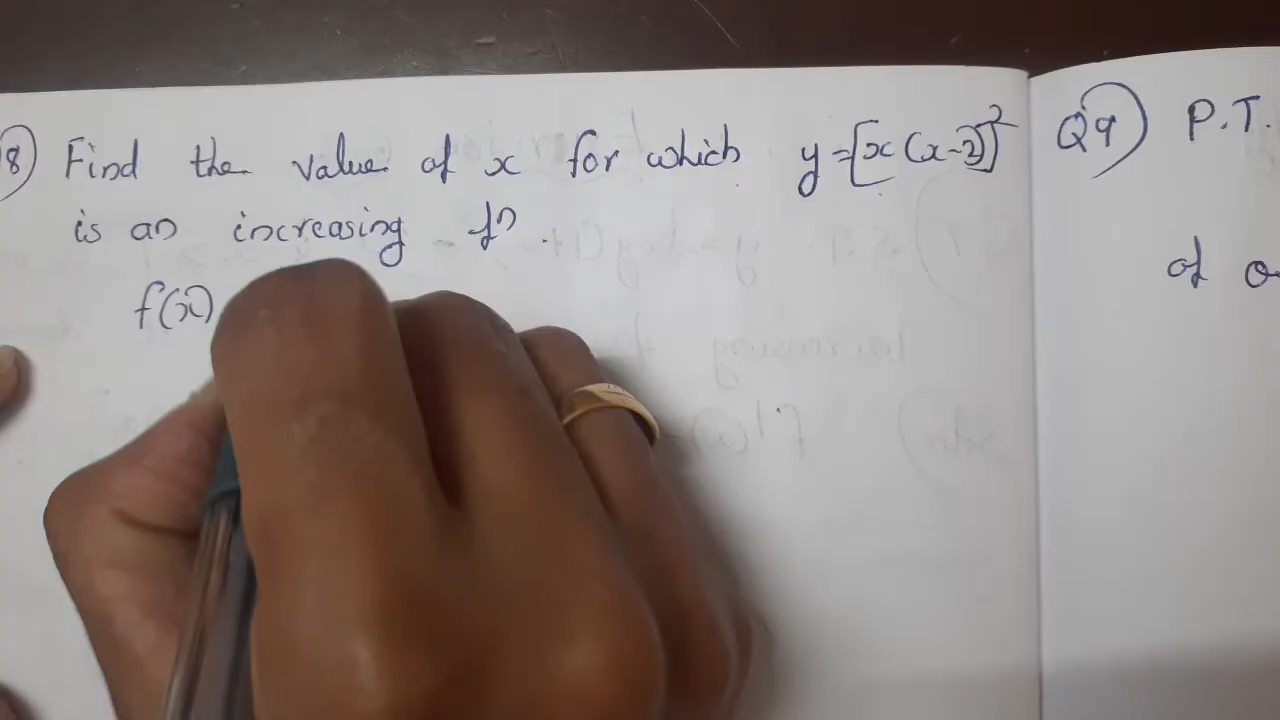 8) Find the value of x for which y=[x(x-2)]²
is an increasing fn.
f(x)
Q9) P.T.
of